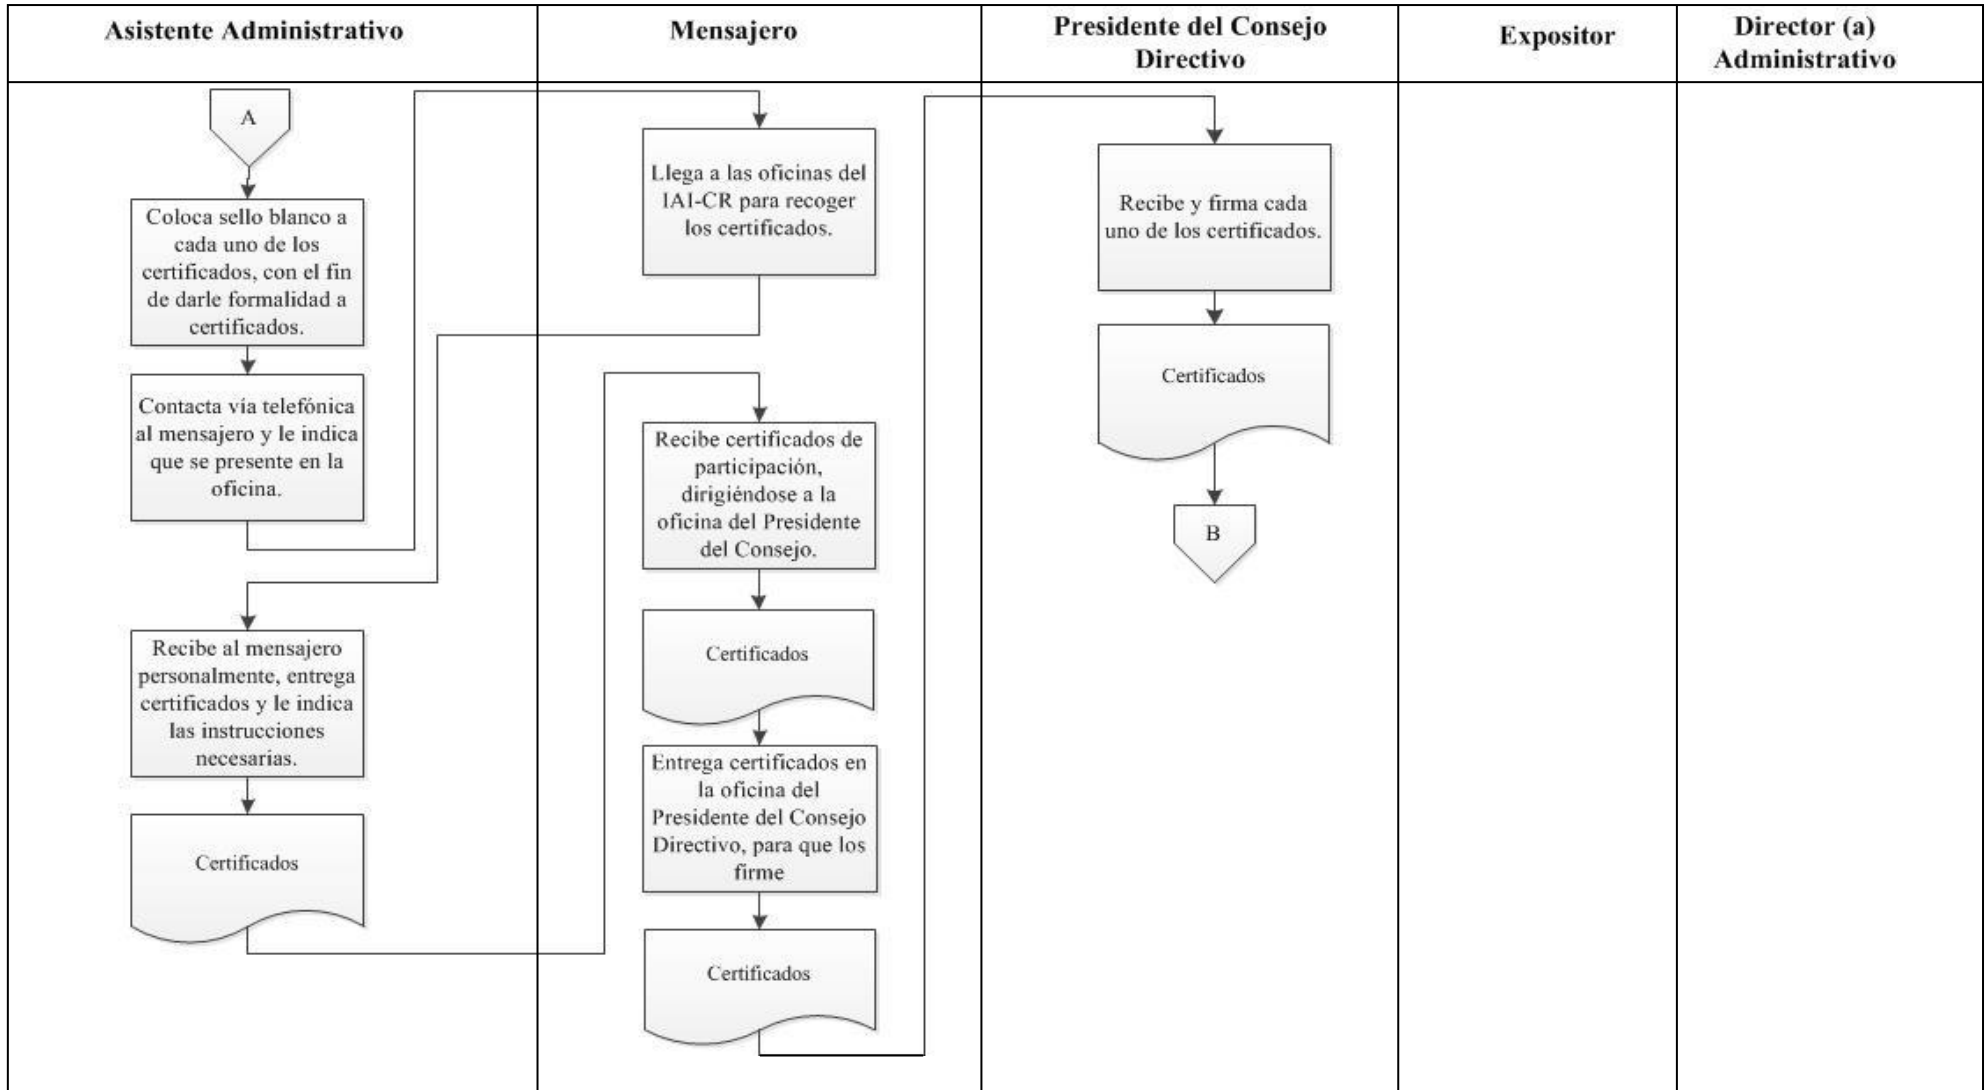 Asistente Administrativo
Mensajero
Presidente del Consejo
Directivo
Expositor
Director (a)
Administrativo
A
Coloca sello blanco a
cada uno de los
certificados, con el fin
de darle formalidad a
certificados.
Contacta vía telefónica
al mensajero y le indica
que se presente en la
oficina.
Recibe al mensajero
personalmente, entrega
certificados y le indica
las instrucciones
necesarias.
Certificados
Llega a las oficinas del
IAI-CR para recoger
los certificados.
Recibe certificados de
participación,
dirigiéndose a la
oficina del Presidente
del Consejo.
Certificados
Entrega certificados en
la oficina del
Presidente del Consejo
Directivo, para que los
firme
Certificados
Recibe y firma cada
uno de los certificados.
Certificados
B